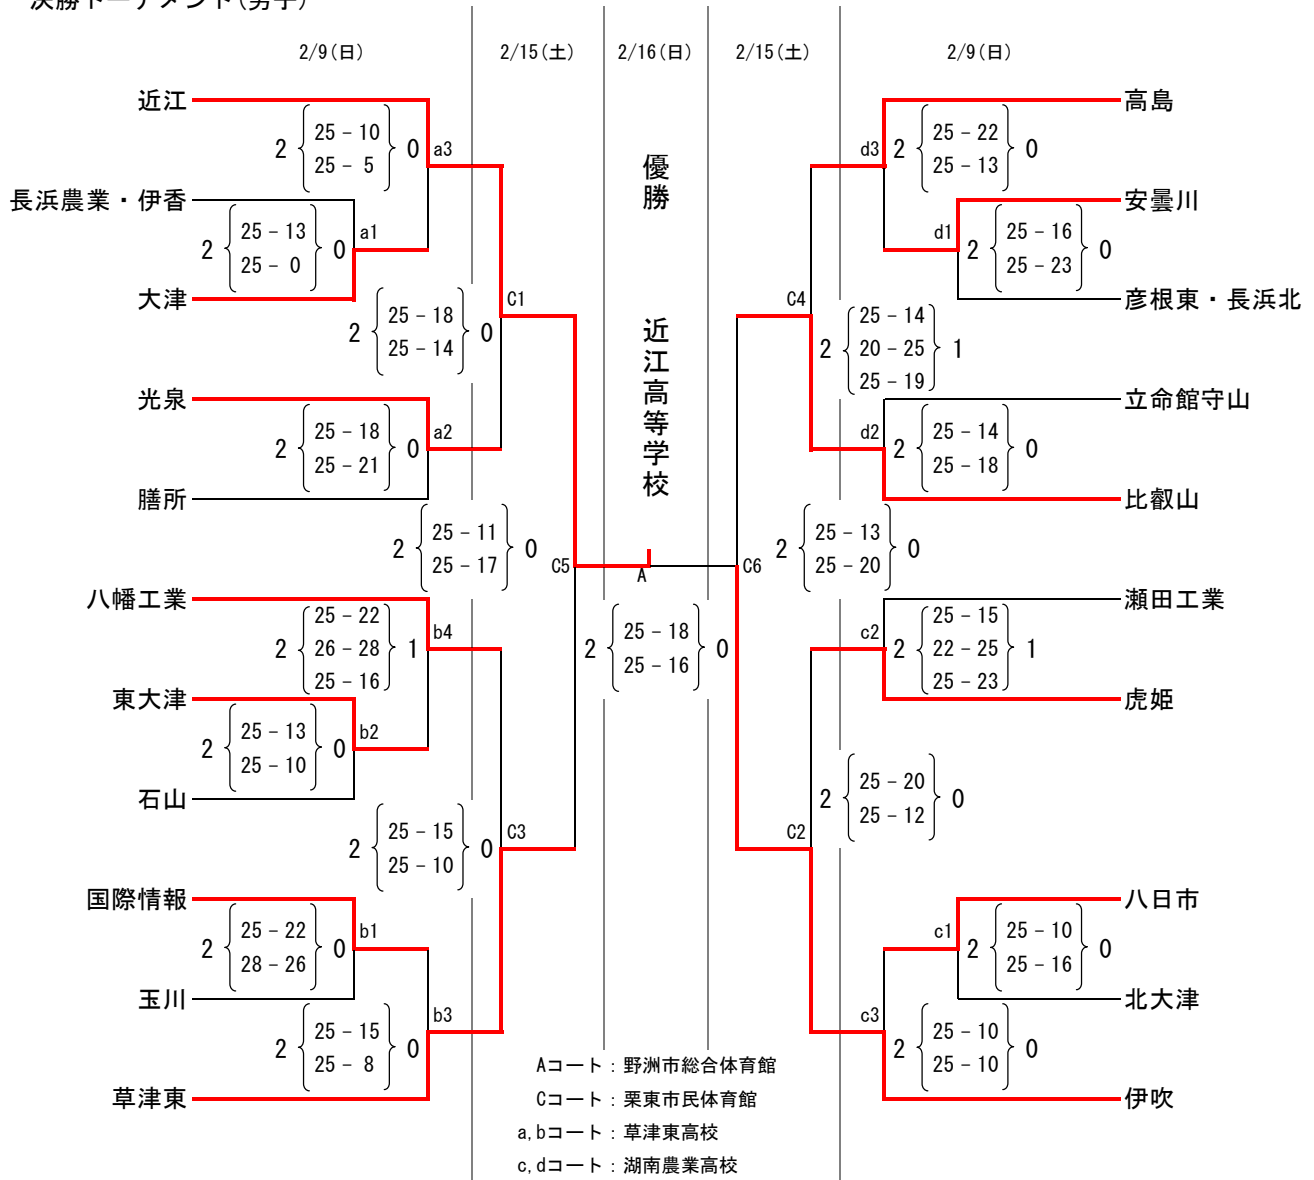 決勝トーナメント(男子)
2/9(日)
2/15(土)
2/16(日)
2/15(土)
2/9(日)
近江
2 25 - 10 0
25 - 5
a3
長浜農業・伊香
2 25 - 13 0
25 - 0
a1
大津
2 25 - 18 0
25 - 14
C1
光泉
2 25 - 18 0
25 - 21
a2
膳所
2 25 - 11 0
25 - 17
C5
八幡工業
2 25 - 22 1
26 - 28
25 - 16
b4
東大津
2 25 - 13 0
25 - 10
b2
石山
2 25 - 15 0
25 - 10
C3
国際情報
2 25 - 22 0
28 - 26
b1
玉川
2 25 - 15 0
25 - 8
b3
草津東
優勝
近江高等学校
A
2 25 - 18 0
25 - 16
高島
d3
2 25 - 22 0
25 - 13
安曇川
d1
2 25 - 16 0
25 - 23
彦根東・長浜北
C4
2 25 - 14 1
20 - 25
25 - 19
立命館守山
d2
2 25 - 14 0
25 - 18
比叡山
C6
2 25 - 13 0
25 - 20
瀬田工業
c2
2 25 - 15 1
22 - 25
25 - 23
虎姫
C2
2 25 - 20 0
25 - 12
八日市
c1
2 25 - 10 0
25 - 16
北大津
c3
2 25 - 10 0
25 - 10
伊吹
Aコート：野洲市総合体育館
Cコート：栗東市民体育館
a,bコート：草津東高校
c,dコート：湖南農業高校